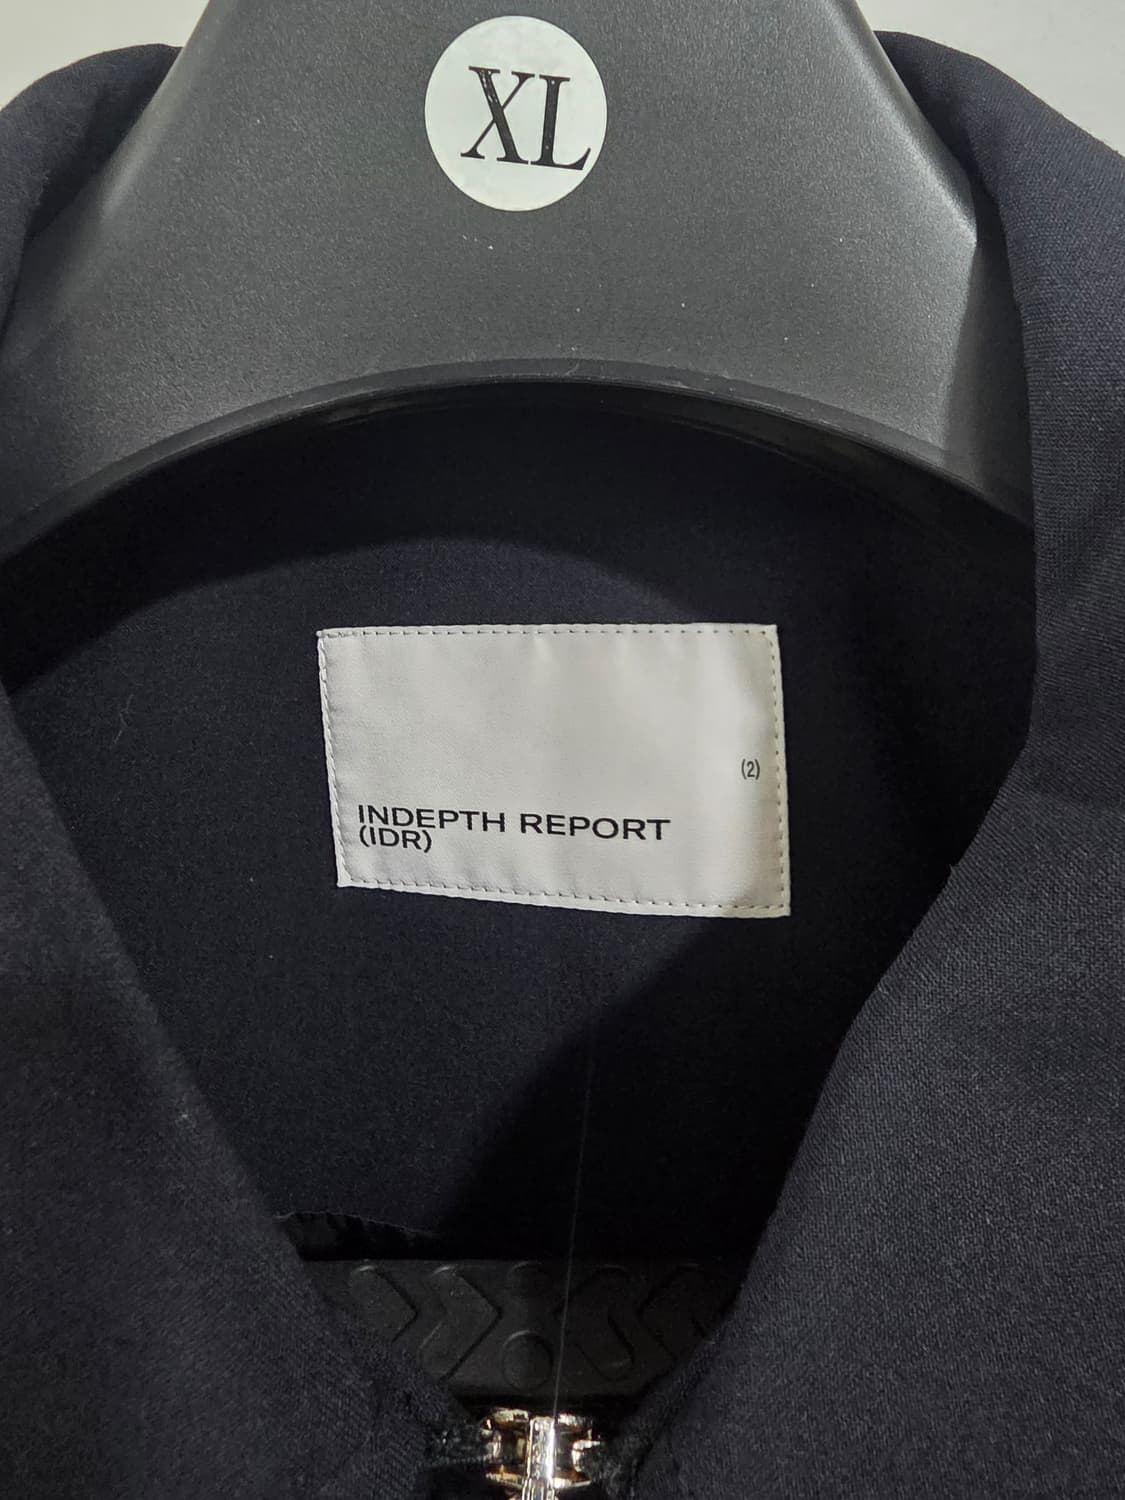 XL
(2)
INDEPTH REPORT
(IDR)